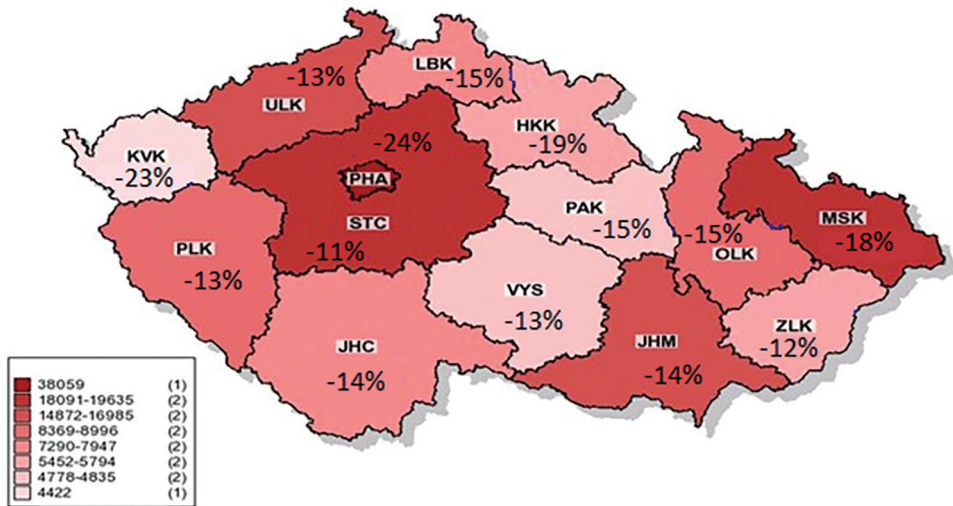 LBK
-15%
-13%
ULK
HKK
-19%
-24%
KVK
-23%
PHA
PAK
-15%
STC
-11%
MSK
-18%
-15%
OLK
PLK
-13%
VYS
-13%
ZLK
-12%
JHC
-14%
JHM
-14%
38059 (1)
18091-19635 (2)
14872-16985 (2)
8369-8996 (2)
7290-7947 (2)
5452-5794 (2)
4778-4835 (2)
4422 (1)